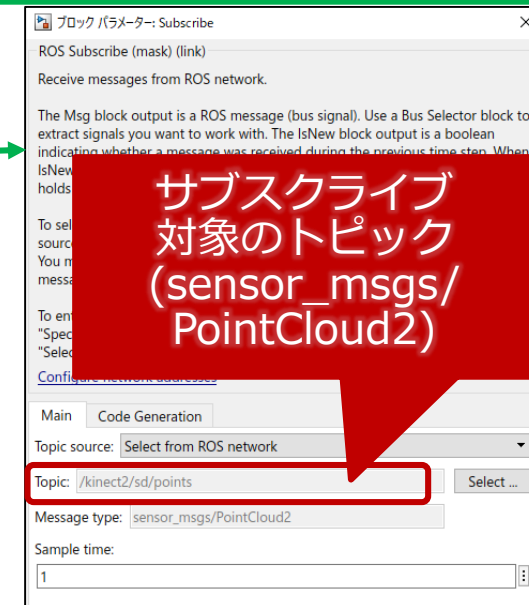 ブロック パラメーター: Subscribe
ROS Subscribe (mask) (link)
Receive messages from ROS network.
The Msg block output is a ROS message (bus signal). Use a Bus Selector block to
extract signals you want to work with. The IsNew block output is a boolean
indicating whether a message was received during the previous time step. When
IsNew
holds
To sel
sourc
You m
messa
To en
"Spec
"Selec
Configure network addresses
サブスクライブ
対象のトピック
(sensor_msgs/
PointCloud2)
Main Code Generation
Topic source: Select from ROS network
Topic: /kinect2/sd/points Select ...
Message type: sensor_msgs/PointCloud2
Sample time:
1